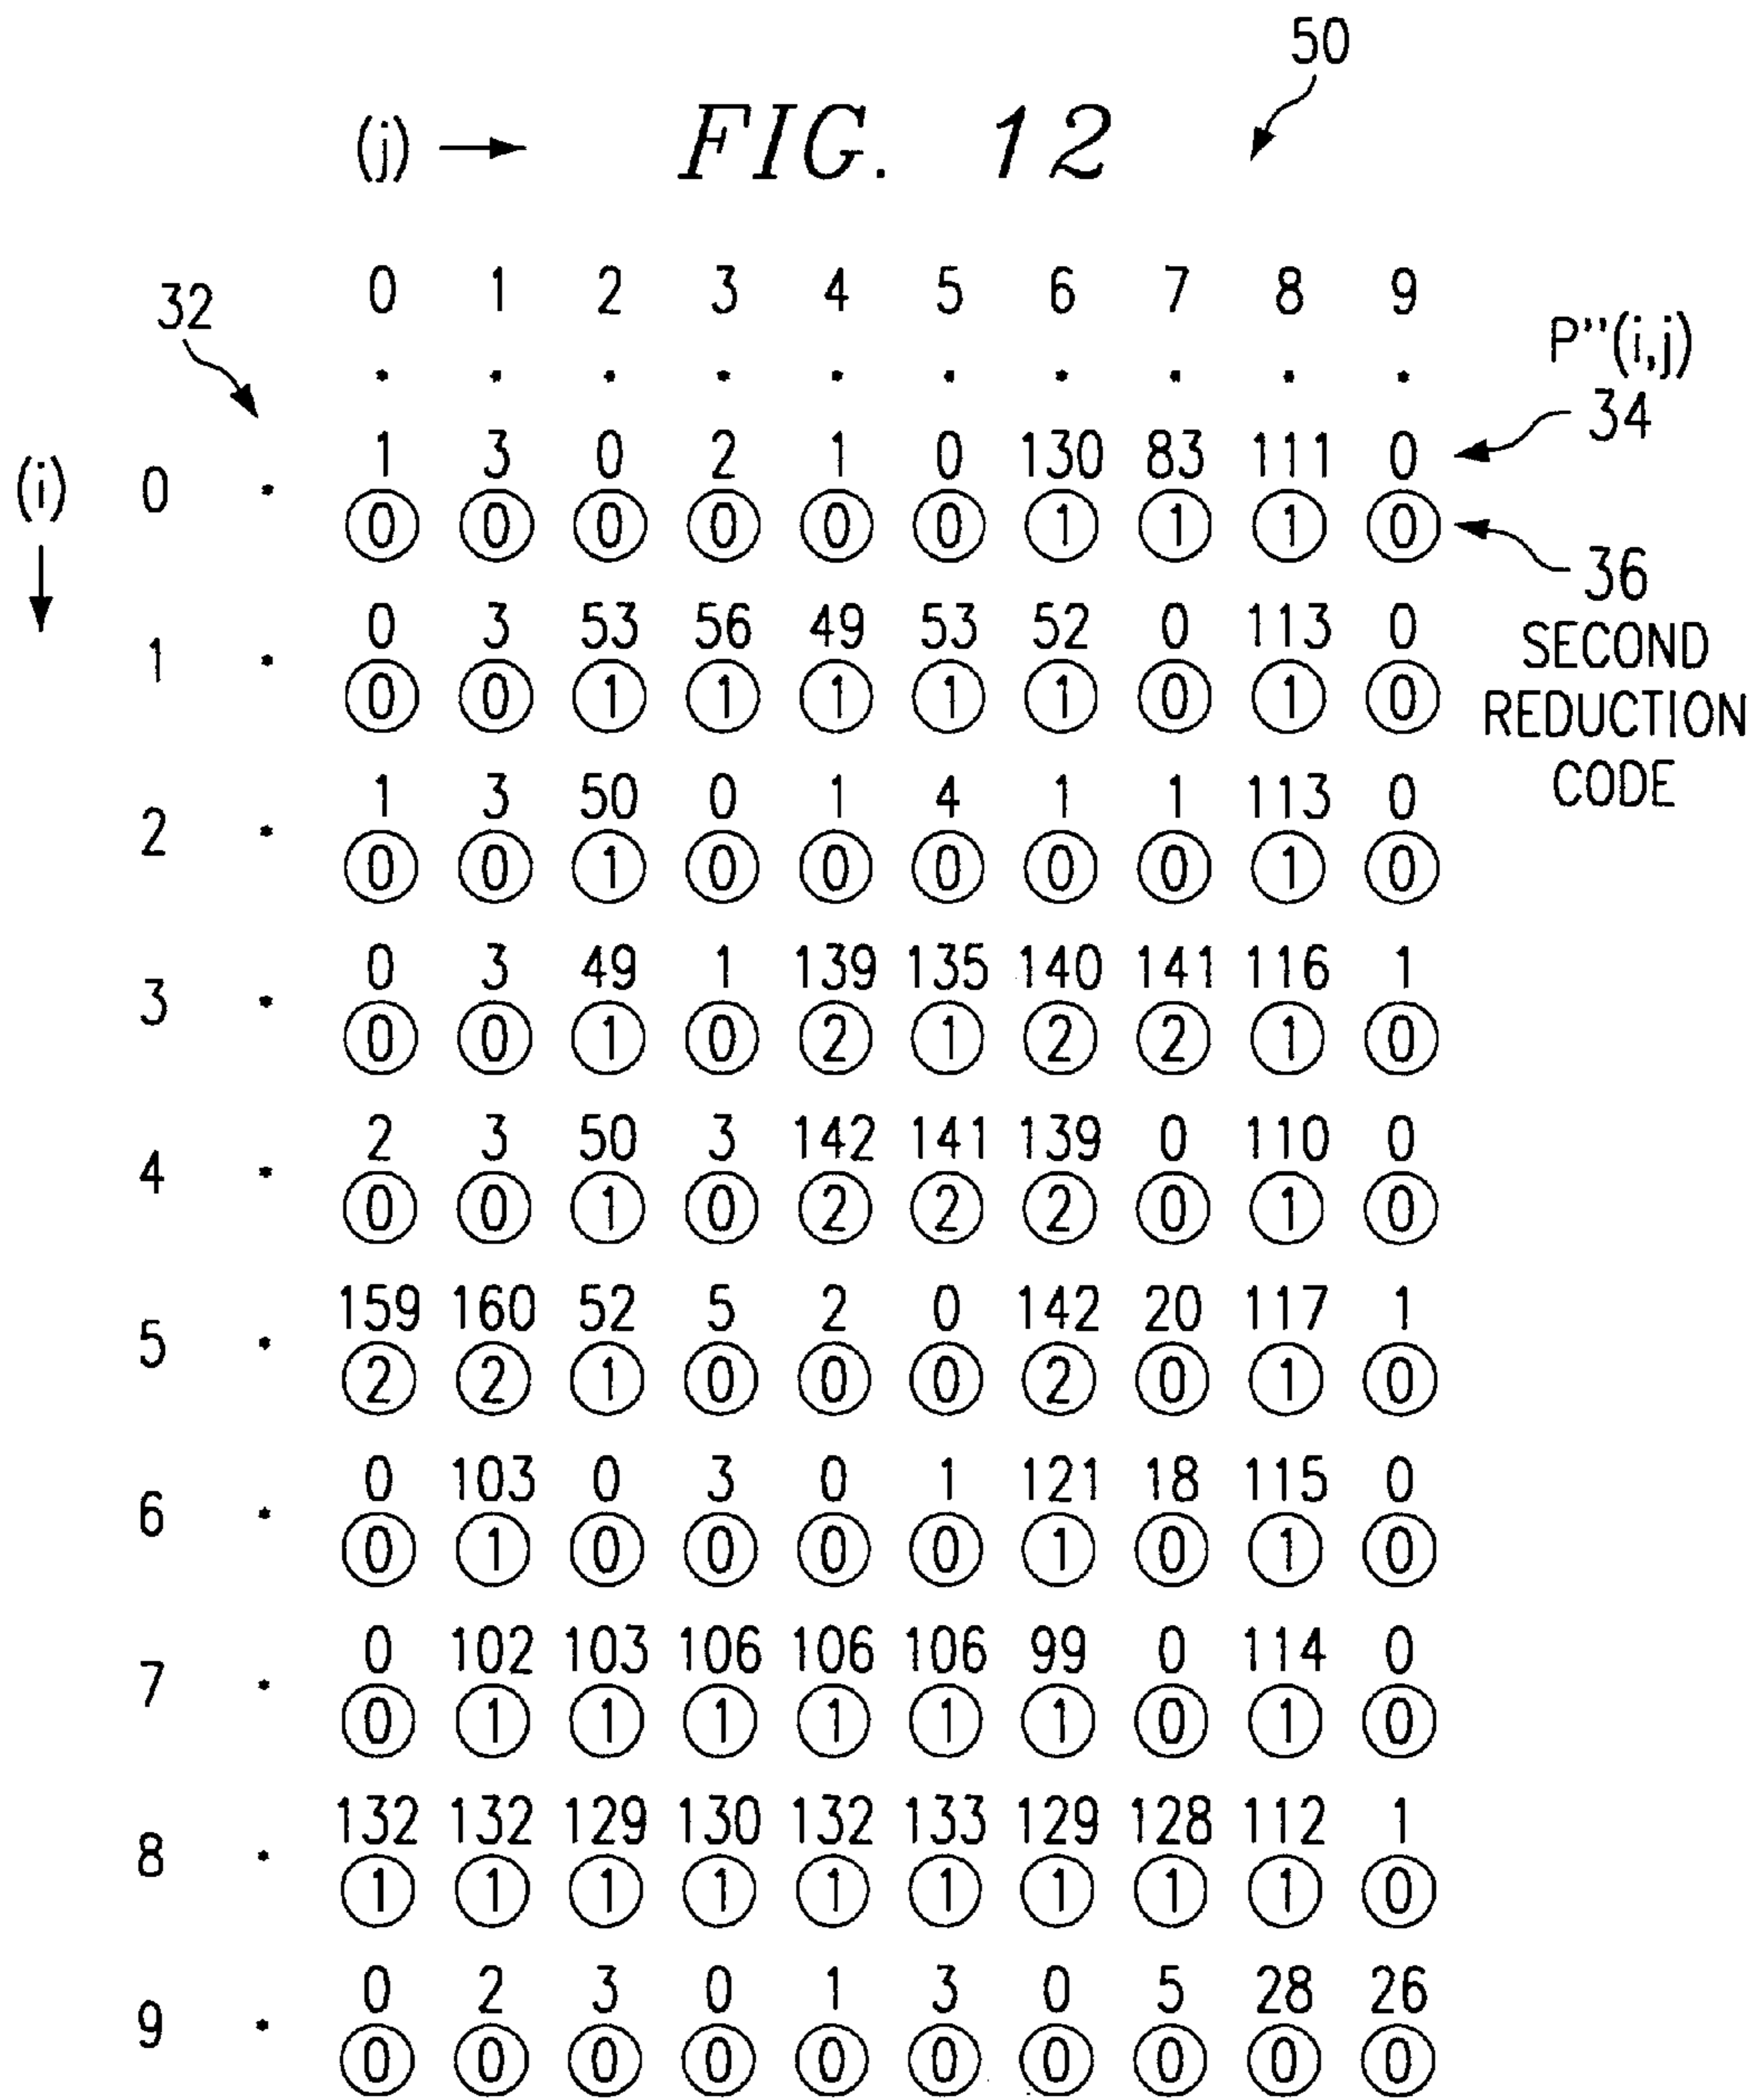 50
(j) FIG. 12
32
0 1 2 3 4 5 6 7 8 9
P"(i,j)
1 3 0 2 1 0 130 83 111 0 34
(i) 0 0 0 0 0 0 0 1 1 1 0
36
0 3 53 56 49 53 52 0 113 0 SECOND
1 0 0 1 1 1 1 1 0 1 0 REDUCTION
1 3 50 0 1 4 1 1 113 0 CODE
2 0 0 1 0 0 0 0 0 1 0
0 3 49 1 139 135 140 141 116 1
3 0 0 1 0 2 1 2 2 1 0
2 3 50 3 142 141 139 0 110 0
4 0 0 1 0 2 2 2 0 1 0
159 160 52 5 2 0 142 20 117 1
5 2 2 1 0 0 0 2 0 1 0
0 103 0 3 0 1 121 18 115 0
6 0 1 0 0 0 0 1 0 1 0
0 102 103 106 106 106 99 0 114 0
7 0 1 1 1 1 1 1 0 1 0
132 132 129 130 132 133 129 128 112 1
8 1 1 1 1 1 1 1 1 1 0
0 2 3 0 1 3 0 5 28 26
9 0 0 0 0 0 0 0 0 0 0